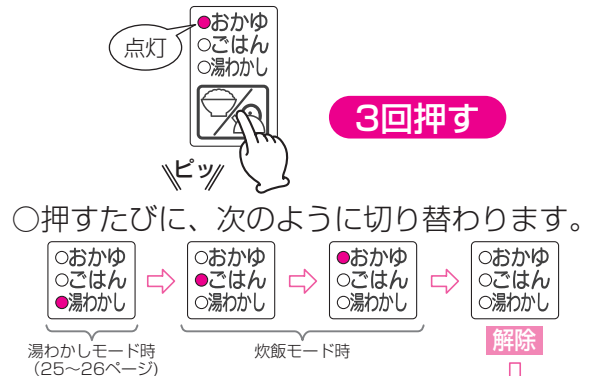 ●おかゆ
○ごはん
○湯わかし
点灯
3回押す
ピッ
○押すたびに、次のように切り替わります。
○おかゆ
○ごはん
●湯わかし
○おかゆ
●ごはん
○湯わかし
●おかゆ
○ごはん
○湯わかし
○おかゆ
○ごはん
○湯わかし
湯わかしモード時
（25～26ページ)
炊飯モード時
解除